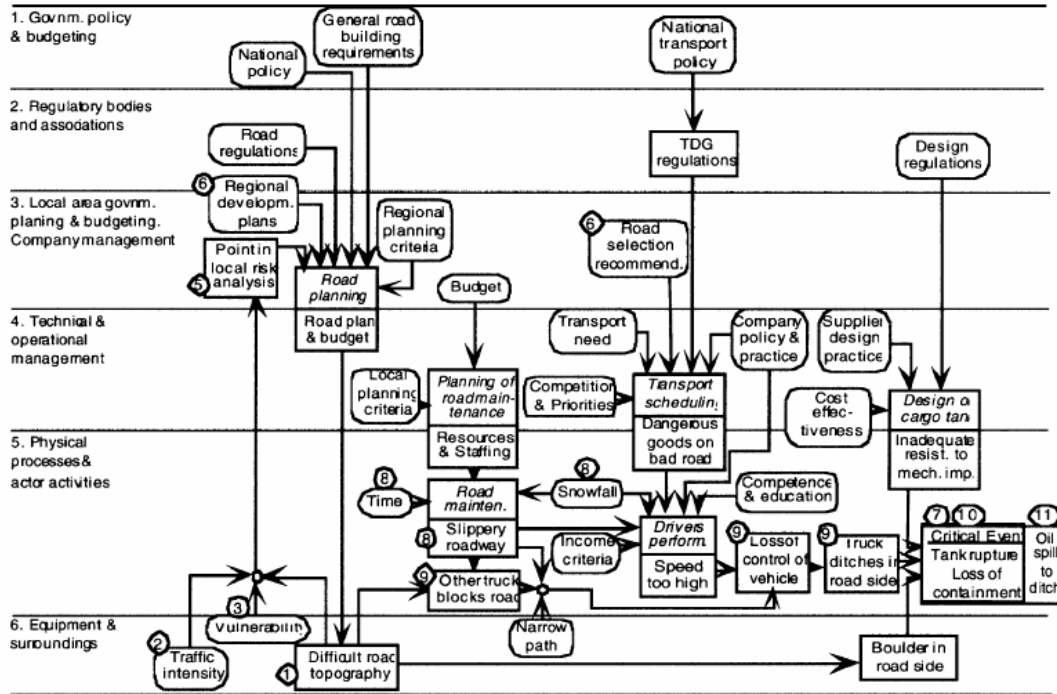 1. Govnm. policy
& budgeting
General road
building
requirements
National
policy
National
transport
policy
2. Regulatory bodies
and associations
Road
regulations
TDG
regulations
Design
regulations
3. Local area govnm.
planing & budgeting.
Company management
6
Regional
developm.
plans
Regional
planning
criteria
6
Road
selection
recommend.
Point in
local risk
analysis
5
Road
planning
Road plan
& budget
Budget
4. Technical &
operational
management
Transport
need
Company
policy &
practice
Supplier
design
practice
Local
planning
criteria
Planning of
roadmain-
tenance
Resources
& Staffing
Competition
& Priorities
Transport
scheduling
Dangerous
goods on
bad road
Cost
effec-
tiveness
Design o
cargo tan
Inadequate
resist. to
mech. imp.
5. Physical
processes &
actor activities
8
Time
Road
mainten.
8
Slippery
roadway
8
Snowfall
Competence
& education
Income
criteria
Drivers
perform.
Speed
too high
9
Loss of
control of
vehicle
9
Truck
ditches in
road side
7 10
Critical Event
Tank rupture
Loss of
containment
11
Oil
spill
to
ditch
9
Other truck
blocks road
3
Vulnerability
Narrow
path
6. Equipment &
surroundings
2
Traffic
intensity
1
Difficult road
topography
Boulder in
road side